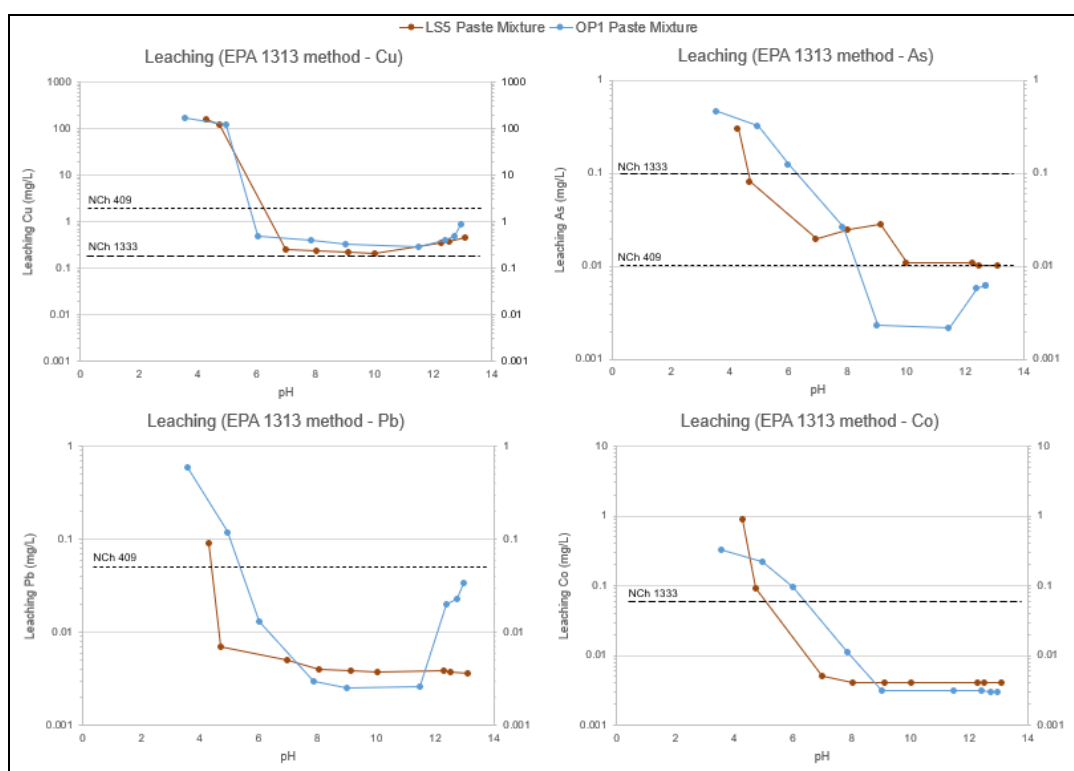 LS5 Paste Mixture OP1 Paste Mixture
Leaching (EPA 1313 method - Cu)
Leaching Cu (mg/L)
1000 1000
100 100
10 10
NCh 409
1 1
NCh 1333
0.1 0.1
0.01 0.01
0.001 0.001
0 2 4 6 8 10 12 14
pH
Leaching (EPA 1313 method - As)
Leaching As (mg/L)
1 1
NCh 1333
0.1 0.1
NCh 409
0.01 0.01
0.001 0.001
0 2 4 6 8 10 12 14
pH
Leaching (EPA 1313 method - Pb)
Leaching Pb (mg/L)
1 1
0.1 0.1
NCh 409
0.01 0.01
0.001 0.001
0 2 4 6 8 10 12 14
pH
Leaching (EPA 1313 method - Co)
Leaching Co (mg/L)
10 10
1 1
0.1 0.1
NCh 1333
0.01 0.01
0.001 0.001
0 2 4 6 8 10 12 14
pH